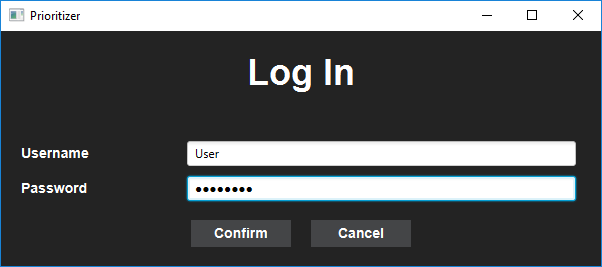 Prioritizer
Log In
Username
User
Password
••••••••
Confirm Cancel